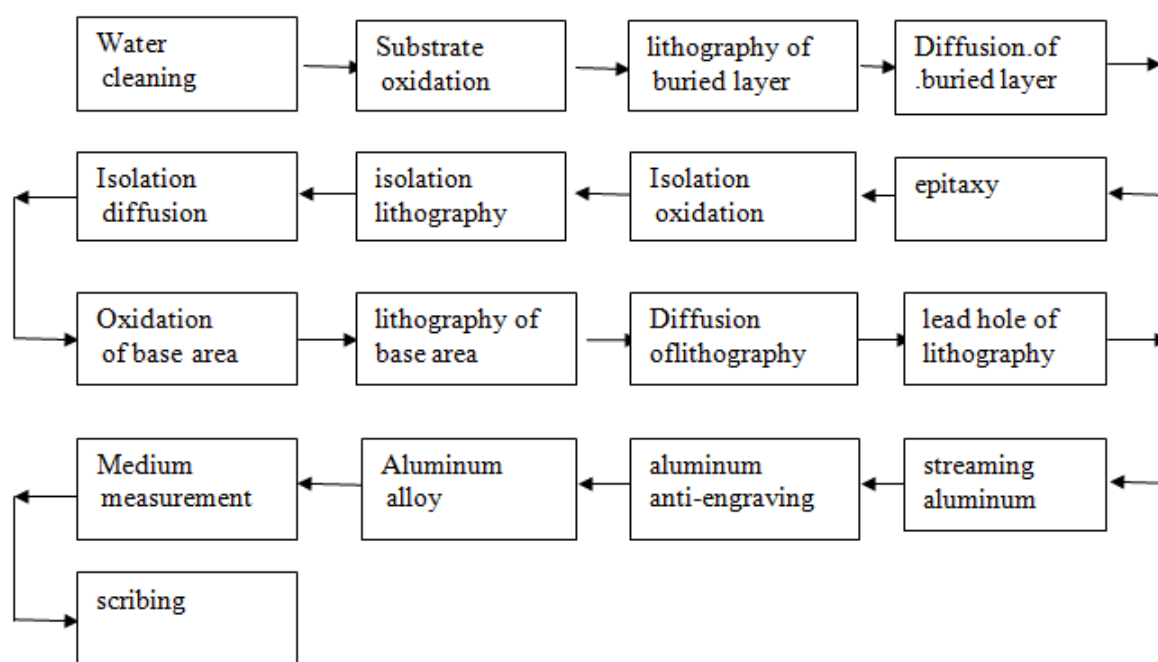 Water
cleaning
Substrate
oxidation
lithography of
buried layer
Diffusion.of
.buried layer
epitaxy
Isolation
oxidation
isolation
lithography
Isolation
diffusion
Oxidation
of base area
lithography of
base area
Diffusion
oflithography
lead hole of
lithography
streaming
aluminum
aluminum
anti-engraving
Aluminum
alloy
Medium
measurement
scribing